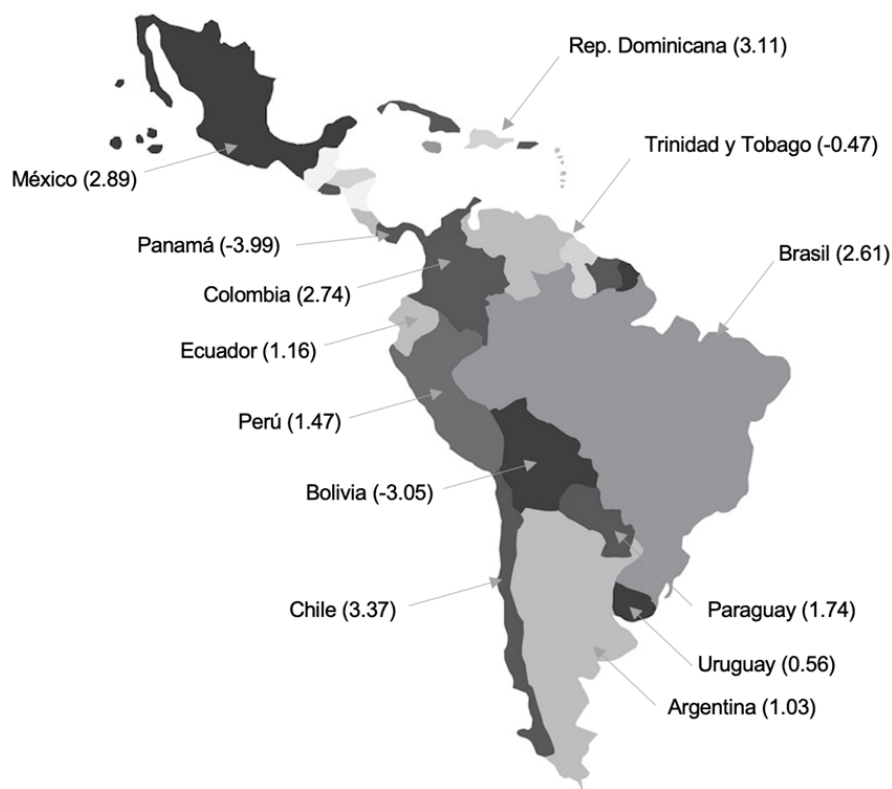 Rep. Dominicana (3.11)
Trinidad y Tobago (-0.47)
México (2.89)
Panamá (-3.99)
Brasil (2.61)
Colombia (2.74)
Ecuador (1.16)
Perú (1.47)
Bolivia (-3.05)
Chile (3.37)
Paraguay (1.74)
Uruguay (0.56)
Argentina (1.03)